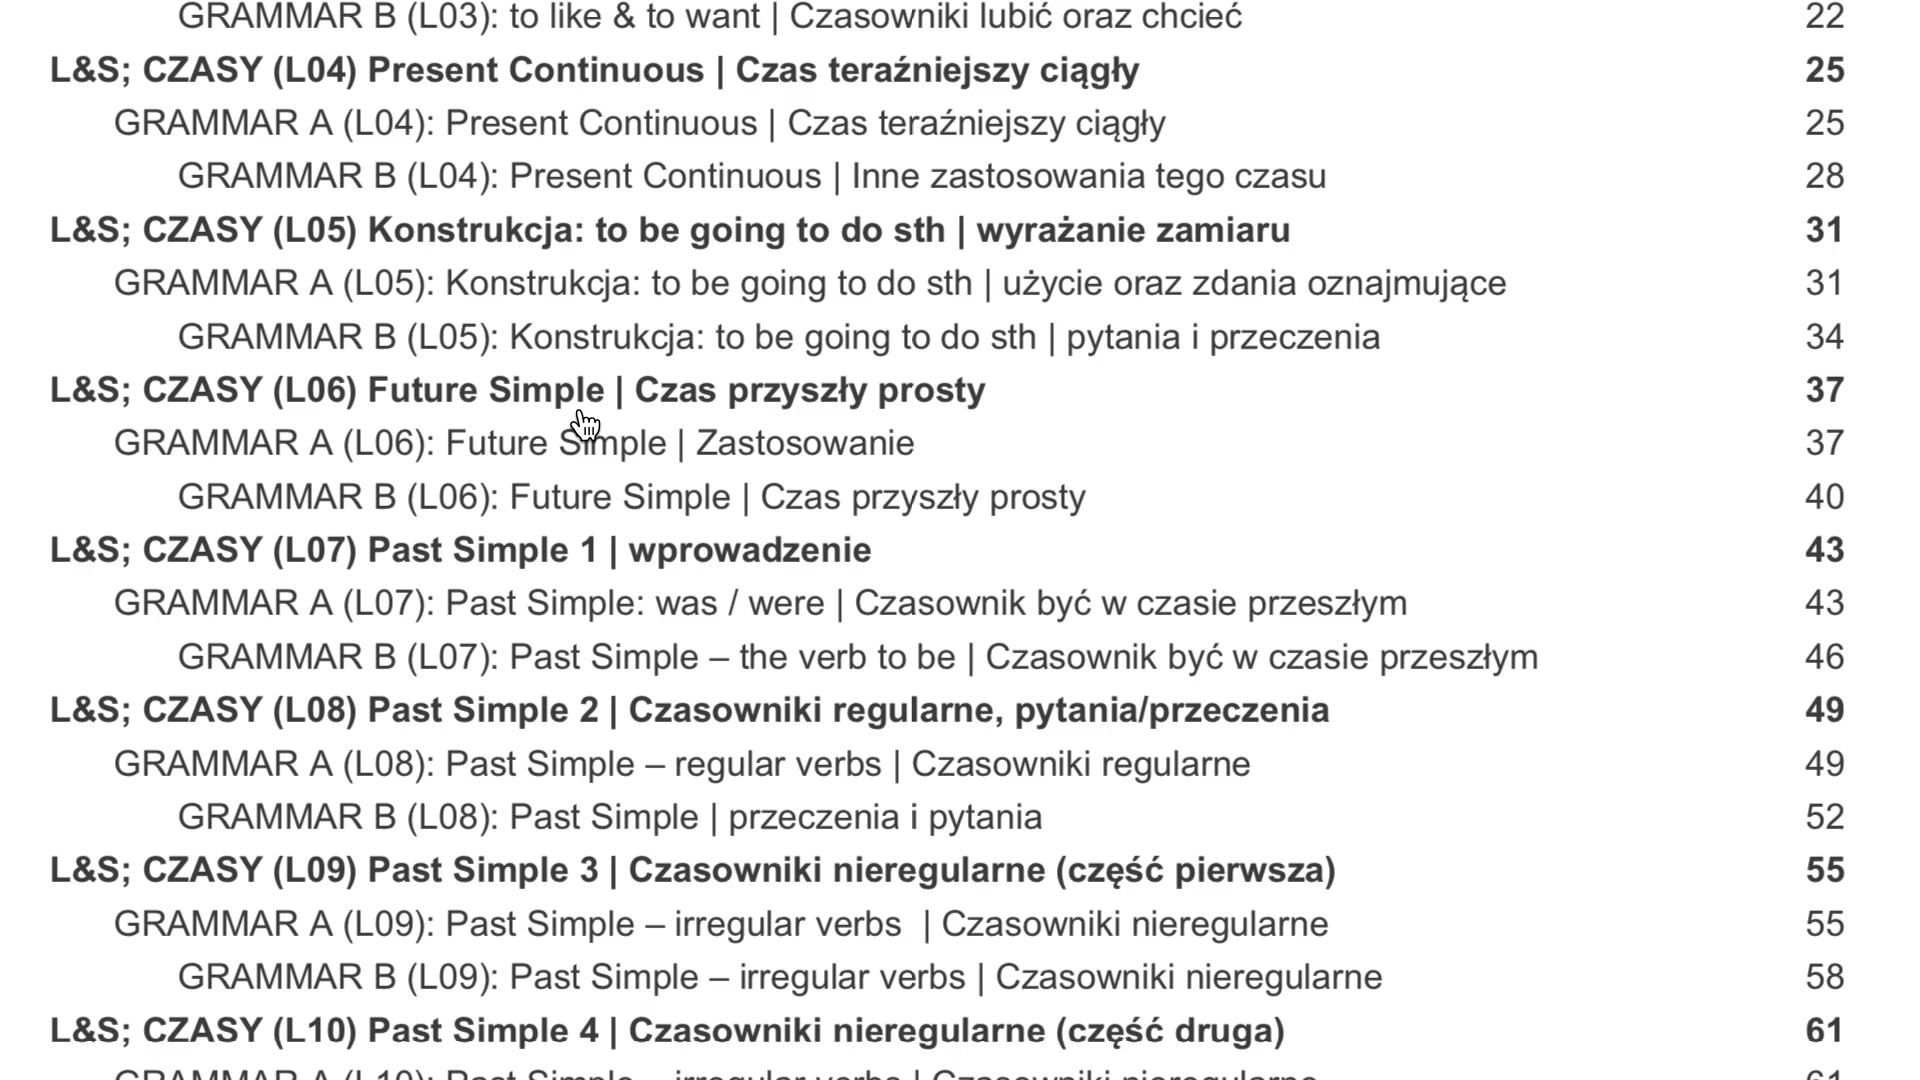 GRAMMAR B (L03): to like & to want | Czasowniki lubić oraz chcieć 22
L&S; CZASY (L04) Present Continuous | Czas teraźniejszy ciągły 25
GRAMMAR A (L04): Present Continuous | Czas teraźniejszy ciągły 25
GRAMMAR B (L04): Present Continuous | Inne zastosowania tego czasu 28
L&S; CZASY (L05) Konstrukcja: to be going to do sth | wyrażanie zamiaru 31
GRAMMAR A (L05): Konstrukcja: to be going to do sth | użycie oraz zdania oznajmujące 31
GRAMMAR B (L05): Konstrukcja: to be going to do sth | pytania i przeczenia 34
L&S; CZASY (L06) Future Simple | Czas przyszły prosty 37
GRAMMAR A (L06): Future Simple | Zastosowanie 37
GRAMMAR B (L06): Future Simple | Czas przyszły prosty 40
L&S; CZASY (L07) Past Simple 1 | wprowadzenie 43
GRAMMAR A (L07): Past Simple: was / were | Czasownik być w czasie przeszłym 43
GRAMMAR B (L07): Past Simple – the verb to be | Czasownik być w czasie przeszłym 46
L&S; CZASY (L08) Past Simple 2 | Czasowniki regularne, pytania/przeczenia 49
GRAMMAR A (L08): Past Simple – regular verbs | Czasowniki regularne 49
GRAMMAR B (L08): Past Simple | przeczenia i pytania 52
L&S; CZASY (L09) Past Simple 3 | Czasowniki nieregularne (część pierwsza) 55
GRAMMAR A (L09): Past Simple – irregular verbs | Czasowniki nieregularne 55
GRAMMAR B (L09): Past Simple – irregular verbs | Czasowniki nieregularne 58
L&S; CZASY (L10) Past Simple 4 | Czasowniki nieregularne (część druga) 61
GRAMMAR A (L10): Past Simple – irregular verbs | Czasowniki nieregularne 61